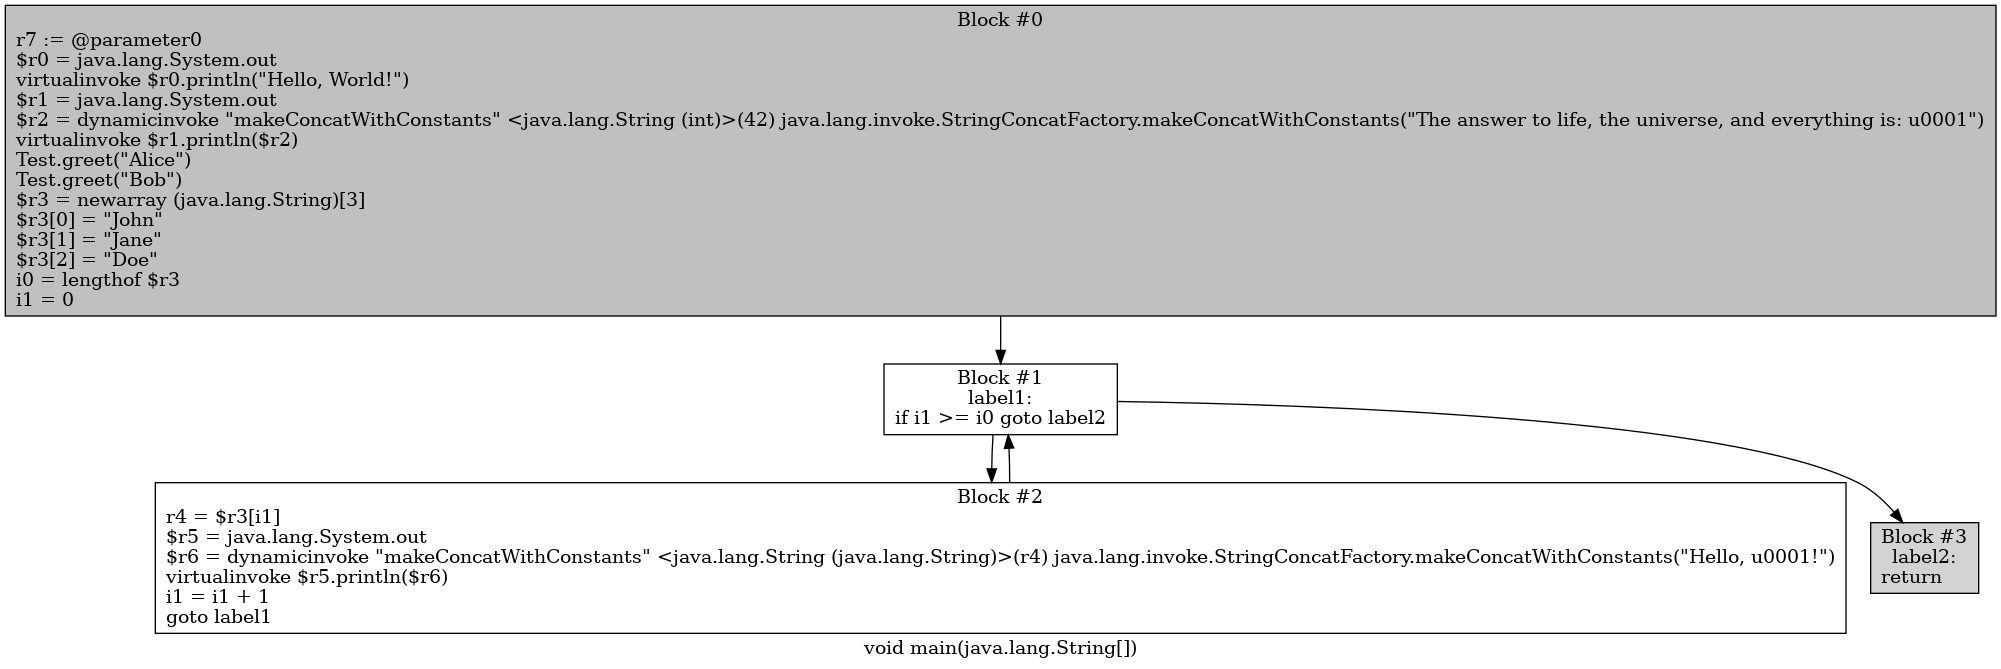 Block #0
r7 := @parameter0
$r0 = java.lang.System.out
virtualinvoke $r0.println("Hello, World!")
$r1 = java.lang.System.out
$r2 = dynamicinvoke "makeConcatWithConstants" <java.lang.String (int)>(42) java.lang.invoke.StringConcatFactory.makeConcatWithConstants("The answer to life, the universe, and everything is: u0001")
virtualinvoke $r1.println($r2)
Test.greet("Alice")
Test.greet("Bob")
$r3 = newarray (java.lang.String)[3]
$r3[0] = "John"
$r3[1] = "Jane"
$r3[2] = "Doe"
i0 = lengthof $r3
i1 = 0
Block #1
label1:
if i1 >= i0 goto label2
Block #2
r4 = $r3[i1]
$r5 = java.lang.System.out
$r6 = dynamicinvoke "makeConcatWithConstants" <java.lang.String (java.lang.String)>(r4) java.lang.invoke.StringConcatFactory.makeConcatWithConstants("Hello, u0001!")
virtualinvoke $r5.println($r6)
i1 = i1 + 1
goto label1
Block #3
label2:
return
void main(java.lang.String[])